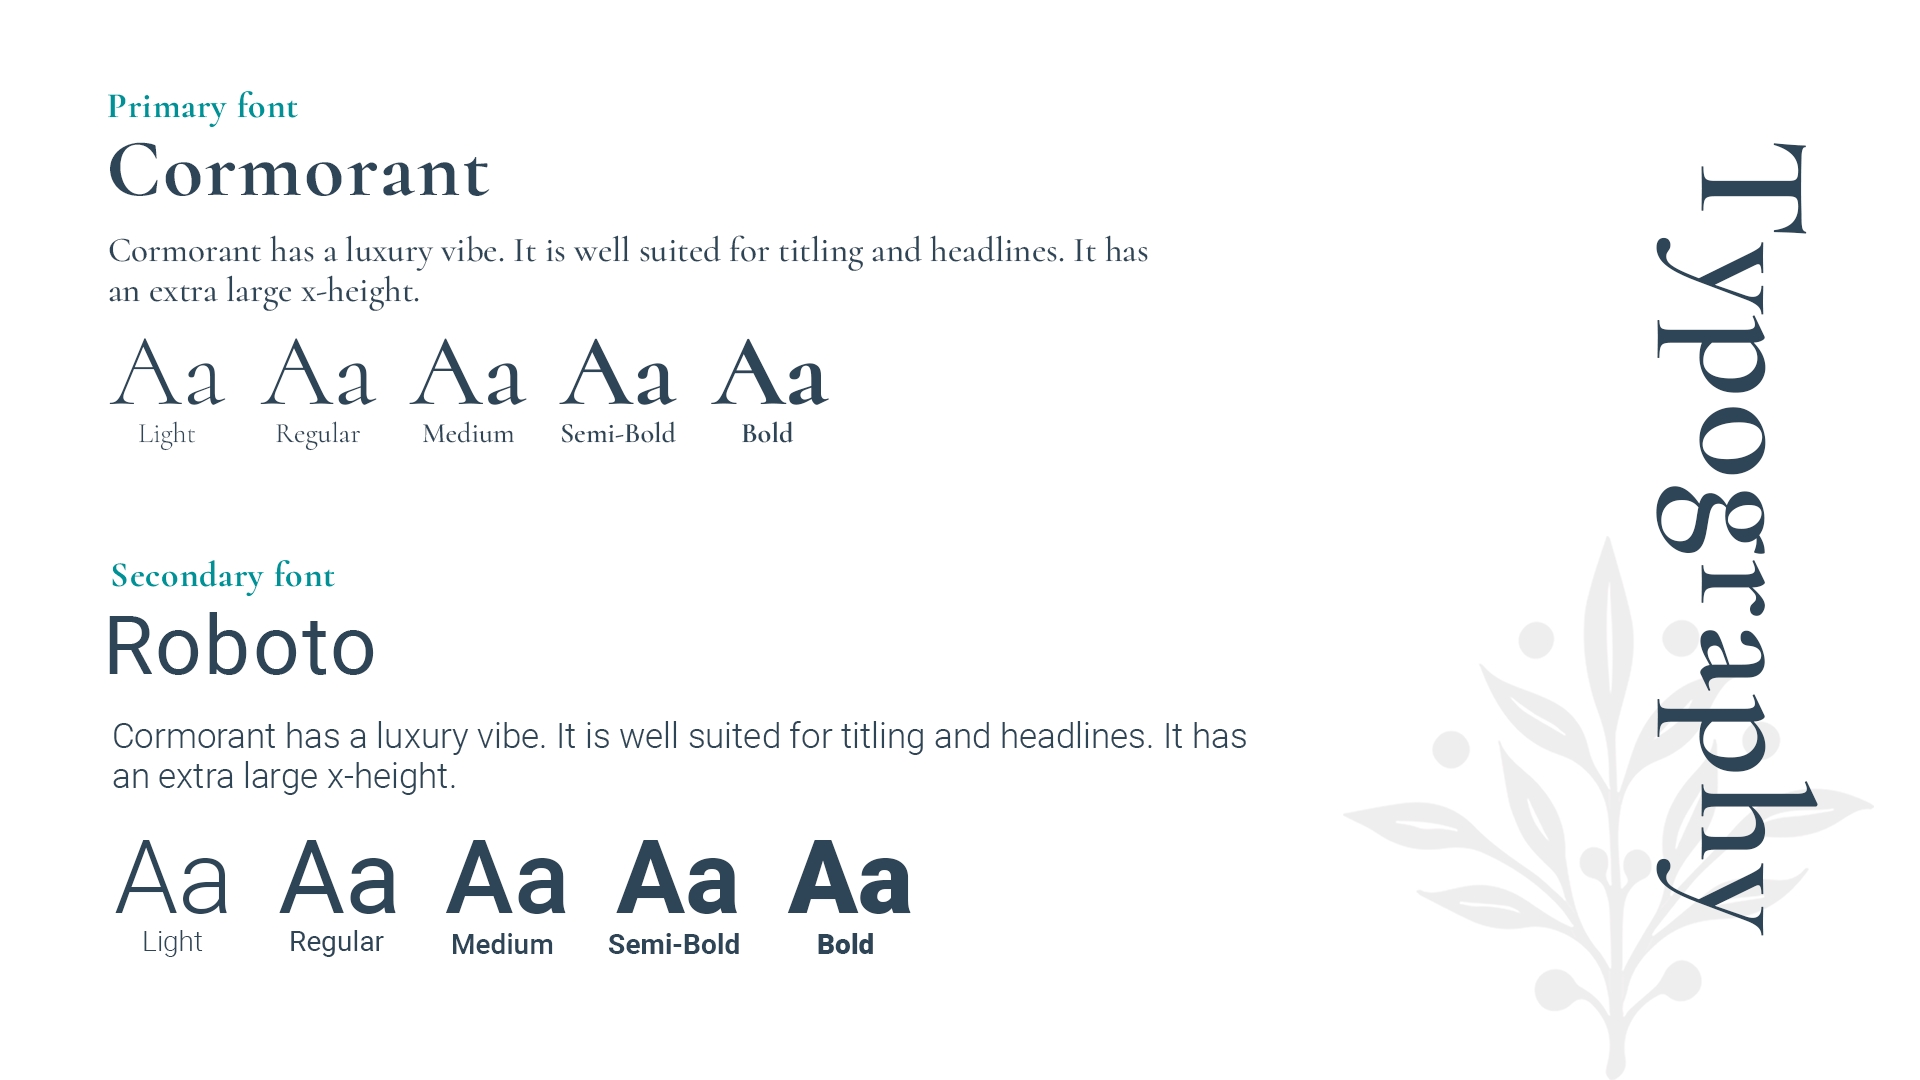 Primary font
Cormorant
Cormorant has a luxury vibe. It is well suited for titling and headlines. It has
an extra large x-height.
Aa Aa Aa Aa Aa
Light Regular Medium Semi-Bold Bold
Secondary font
Roboto
Cormorant has a luxury vibe. It is well suited for titling and headlines. It has
an extra large x-height.
Aa Aa Aa Aa Aa
Light Regular Medium Semi-Bold Bold
Typography